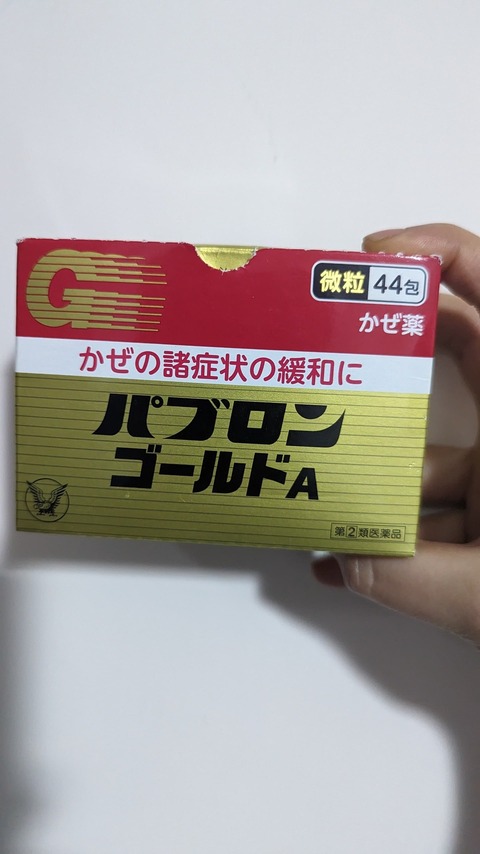 G
微粒 44包
かぜ薬
かぜの諸症状の緩和に
パブロン
ゴールドA
第②類医薬品